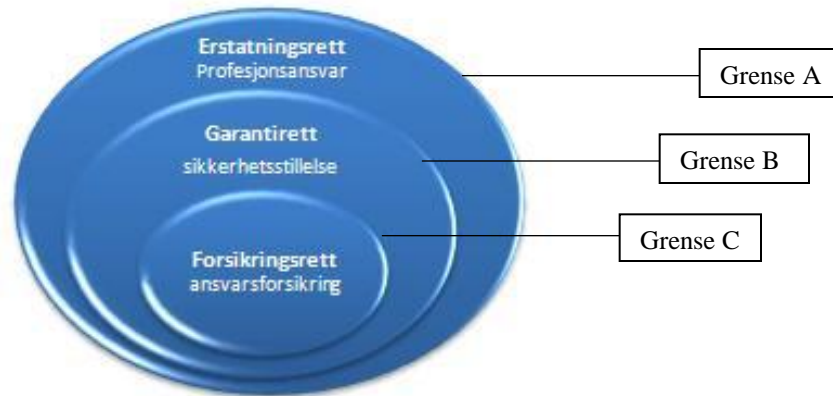 Erstatningsrett
Profesjonsansvar
Grense A
Garantirett
sikkerhetsstillelse
Grense B
Grense C
Forsikringsrett
ansvarsforsikring